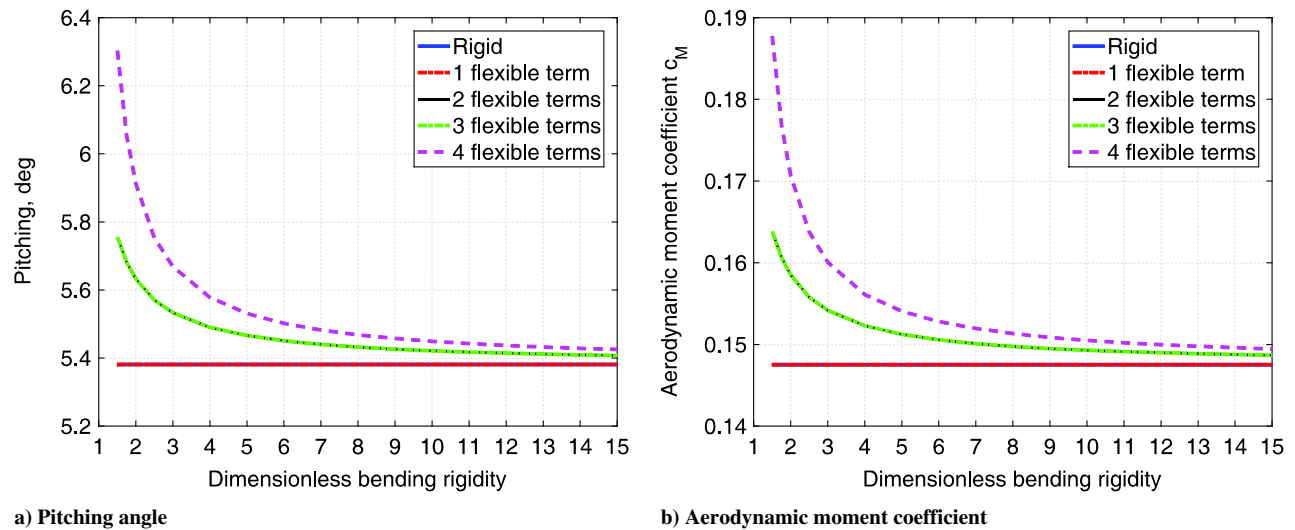 6.4
6.2
6
5.8
5.6
5.4
5.2
Pitching, deg
1 2 3 4 5 6 7 8 9 10 11 12 13 14 15
Dimensionless bending rigidity
Rigid
1 flexible term
2 flexible terms
3 flexible terms
4 flexible terms
a) Pitching angle
0.19
0.18
0.17
0.16
0.15
0.14
Aerodynamic moment coefficient c_M
1 2 3 4 5 6 7 8 9 10 11 12 13 14 15
Dimensionless bending rigidity
Rigid
1 flexible term
2 flexible terms
3 flexible terms
4 flexible terms
b) Aerodynamic moment coefficient